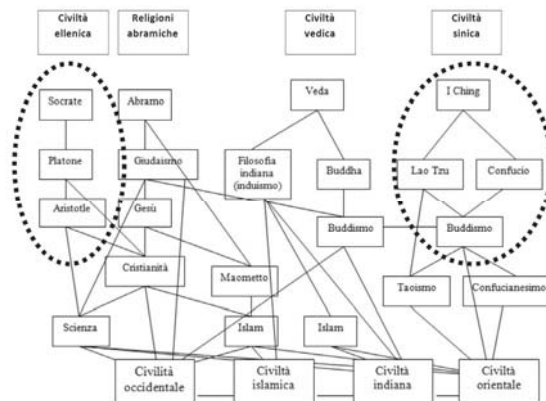 Civiltà
ellenica
Religioni
abramiche
Civiltà
vedica
Civiltà
sinica
Socrate
Abramo
Veda
I Ching
Platone
Giudaismo
Filosofia
indiana
(induismo)
Buddha
Lao Tzu
Confucio
Aristotle
Gesù
Buddismo
Buddismo
Cristianità
Maometto
Taoismo
Confucianesimo
Scienza
Islam
Islam
Civilità
occidentale
Civiltà
islamica
Civiltà
indiana
Civiltà
orientale